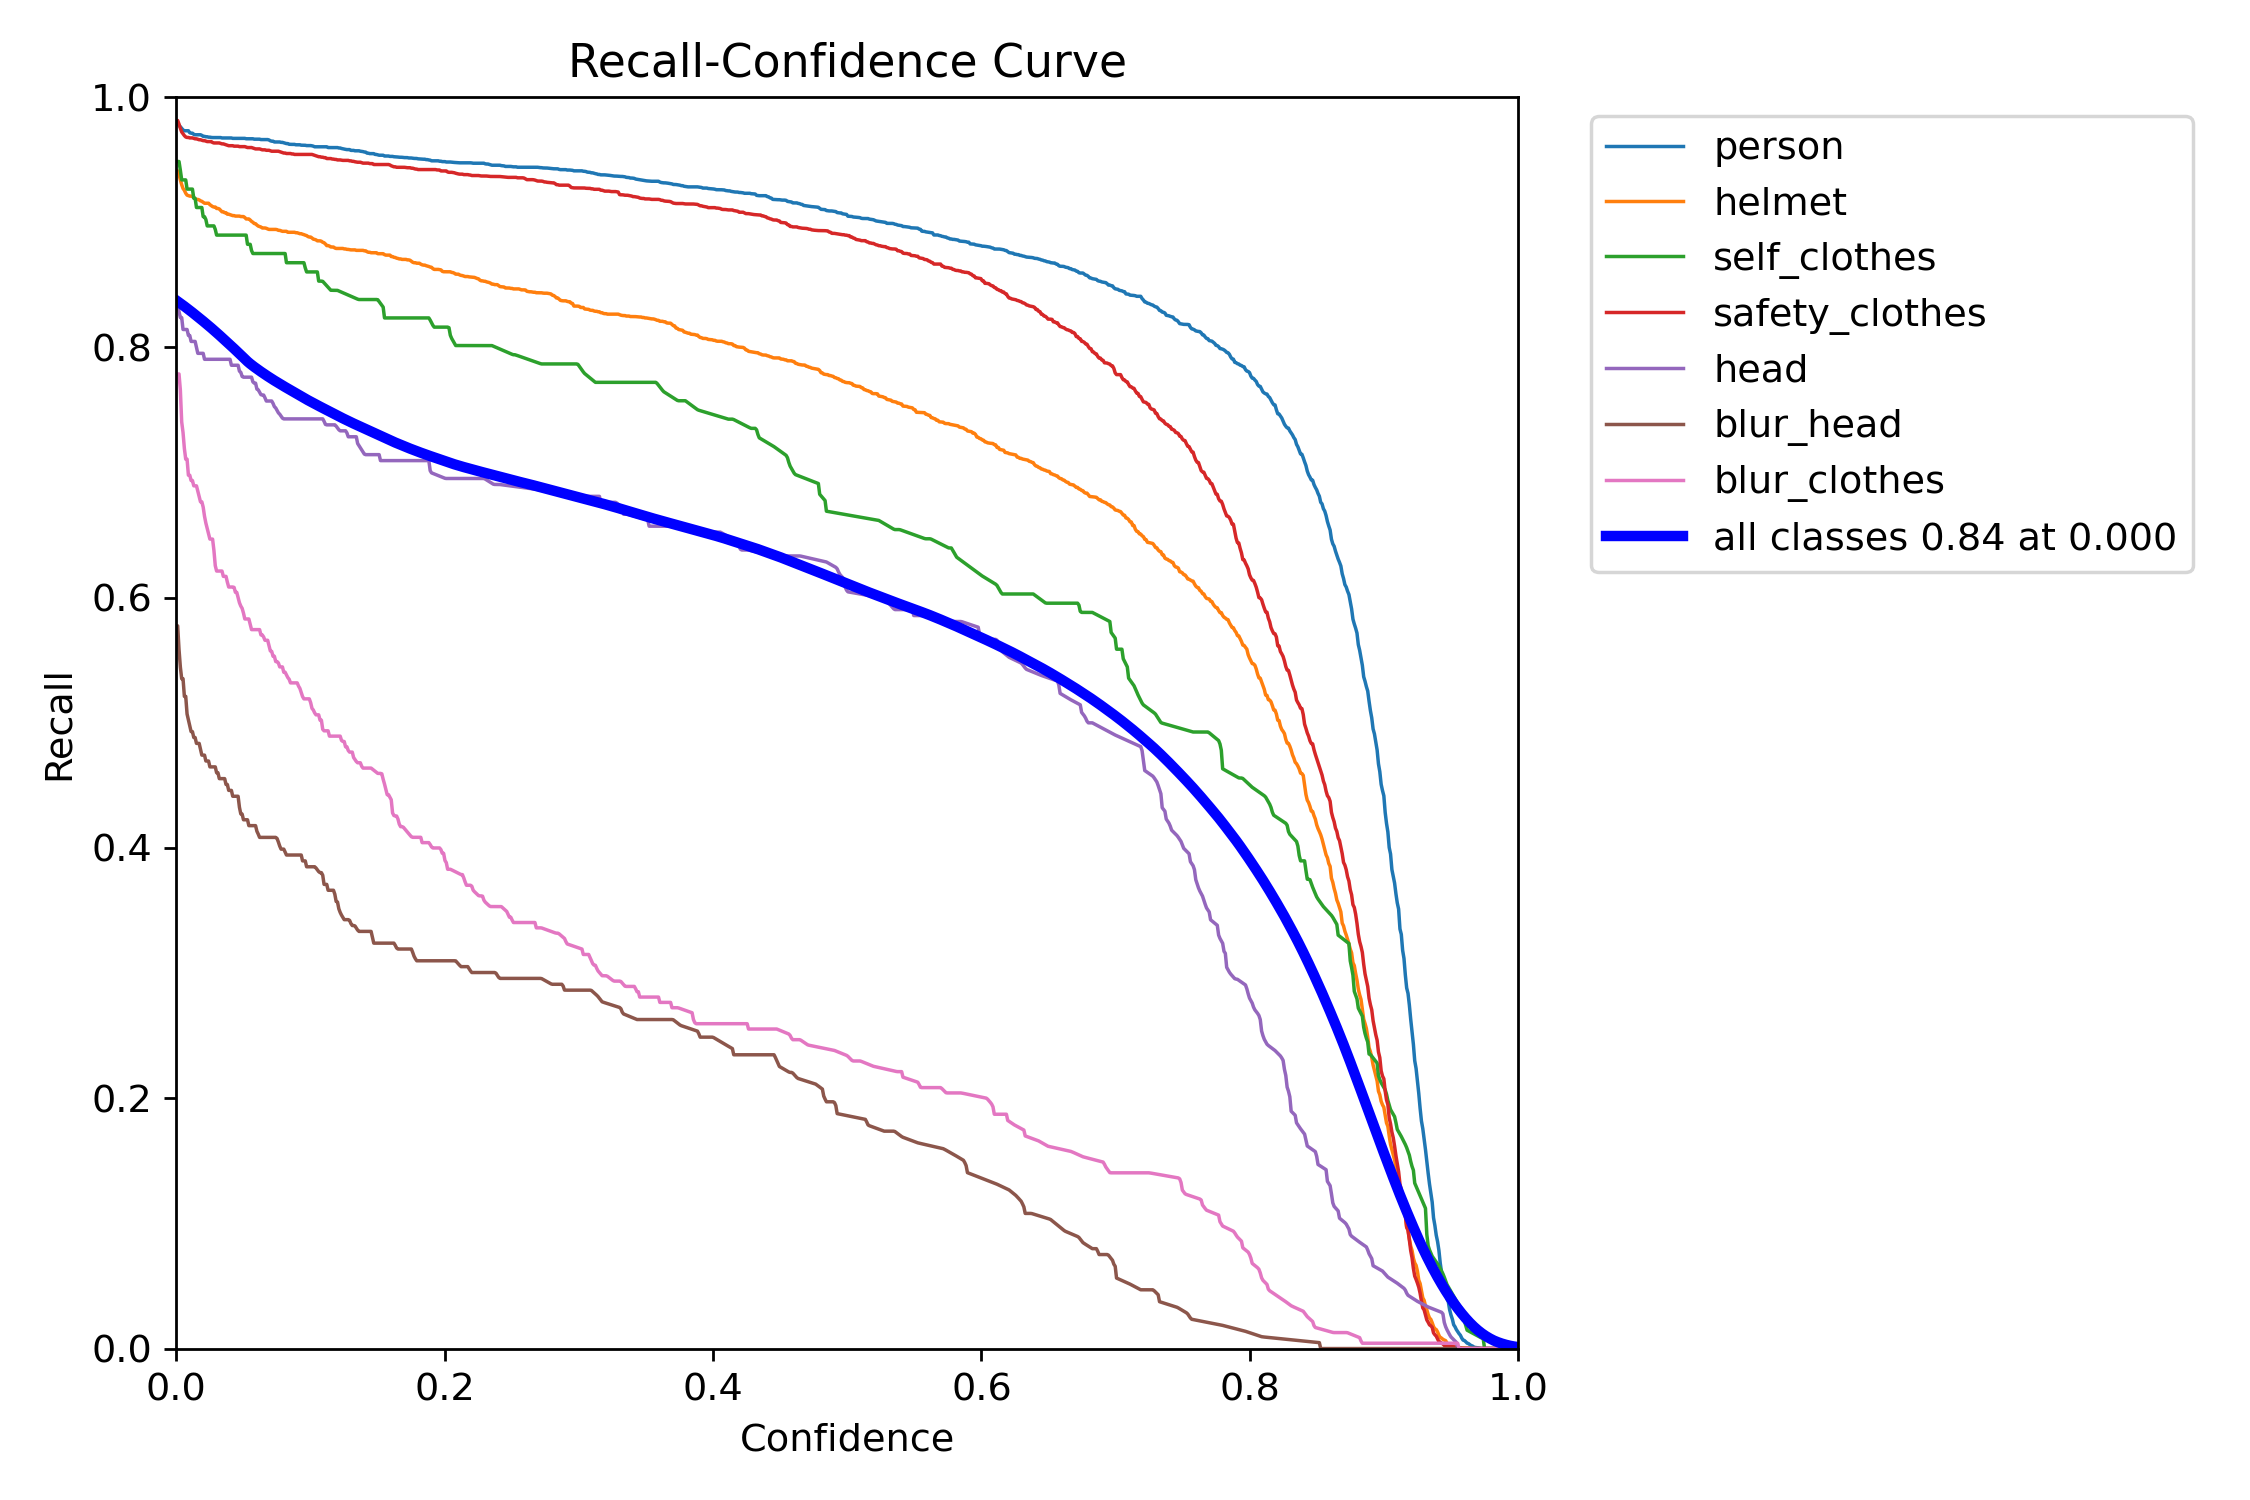 Recall-Confidence Curve
1.0
0.8
0.6
0.4
0.2
0.0
Recall
0.0 0.2 0.4 0.6 0.8 1.0
Confidence
person
helmet
self_clothes
safety_clothes
head
blur_head
blur_clothes
all classes 0.84 at 0.000